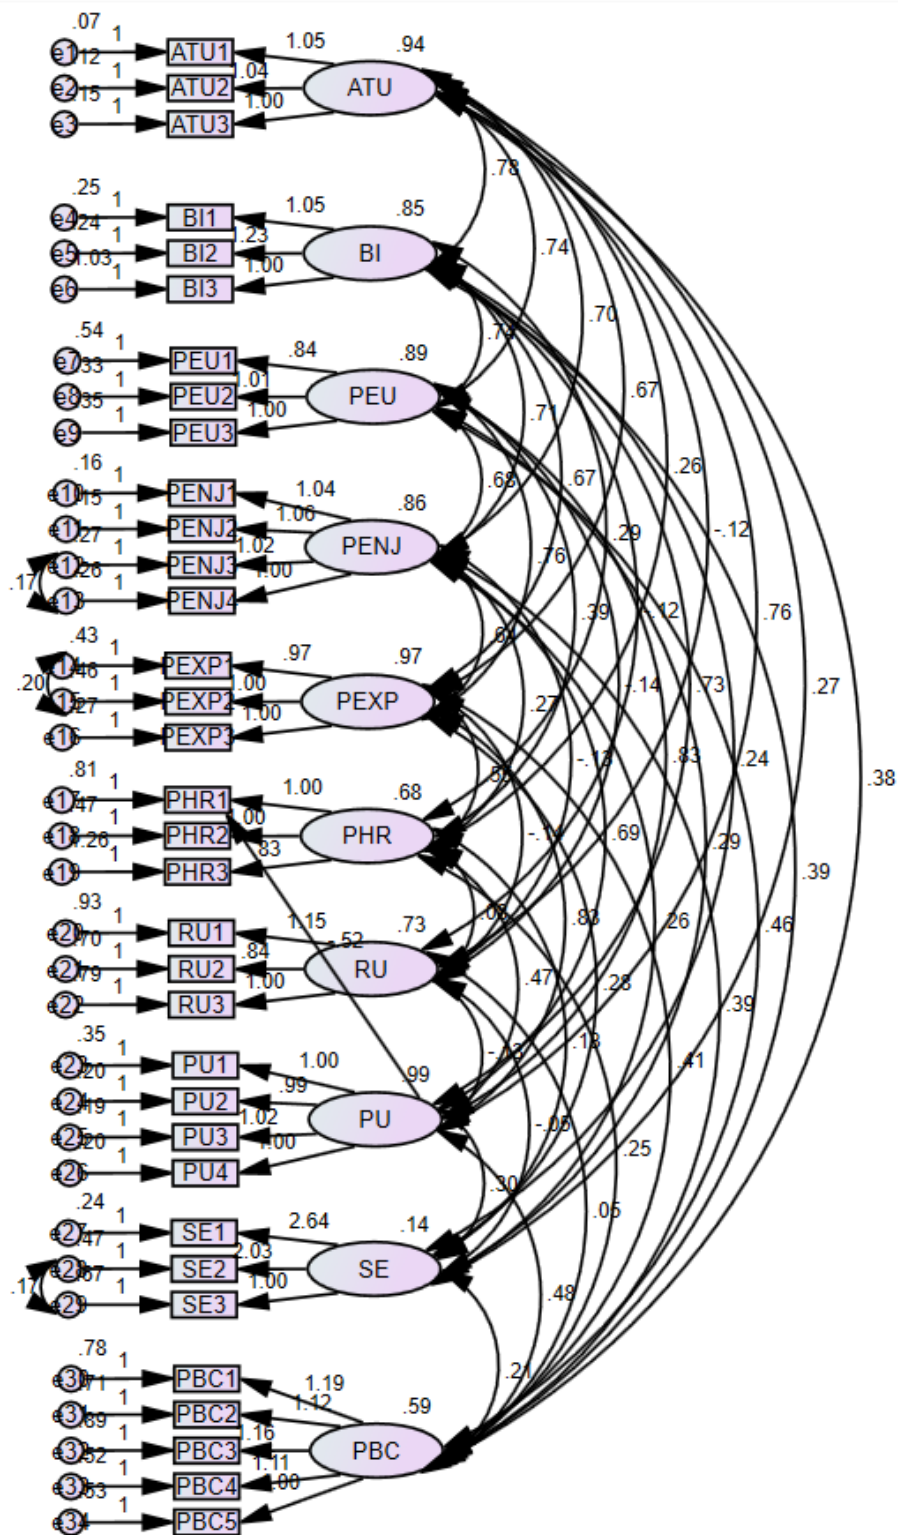 .07
e1 1 ATU1 1.05 .94
.12
e2 1 ATU2 1.04 ATU
.15
e3 1 ATU3 1.00
.78
.25
e4 1 BI1 1.05 .85
.24
e5 1 BI2 1.23 BI
1.03
e6 1 BI3 1.00
.74
.70
.54
e7 1 PEU1 .84 .89
.33
e8 1 PEU2 1.01 PEU
.35
e9 1 PEU3 1.00
.74
.67
.71
.16
e10 1 PENJ1 1.04 .86
.15
e11 1 PENJ2 1.06 PENJ
.27
e12 1 PENJ3 1.02
.26
e13 1 PENJ4 1.00
.17
.68 .67 .26
.76 .29 -.12
.39 -.12 .76
.43
e14 1 PEXP1 .97 .97
e15 1 PEXP2 1.00 PEXP
.27
e16 1 PEXP3 1.00
.20
.27 -.14 .73 .27
.81
e17 1 PHR1 1.00 .68
.47
e18 1 PHR2 1.00 PHR
1.26
e19 1 PHR3 .83
-.13 .83 .24 .38
.69 .29 .39
.93
e20 1 RU1 1.15 .73
.70
e21 1 RU2 .84 RU
.79
e22 1 RU3 1.00
-.52
.83 .26 .46
.47 .28 .39
.35
e23 1 PU1 1.00 .99
.20
e24 1 PU2 .99 PU
.19
e25 1 PU3 1.02
.20
e26 1 PU4 1.00
-.13 .13 .41
-.05 .25
.24
e27 1 SE1 2.64 .14
.47
e28 1 SE2 2.03 SE
.67
e29 1 SE3 1.00
.17
.30 .05
.48
.78
e30 1 PBC1 1.19 .59
.71
e31 1 PBC2 1.12 PBC
.89
e32 1 PBC3 1.16
.52
e33 1 PBC4 1.11
.53
e34 1 PBC5 1.00
.21